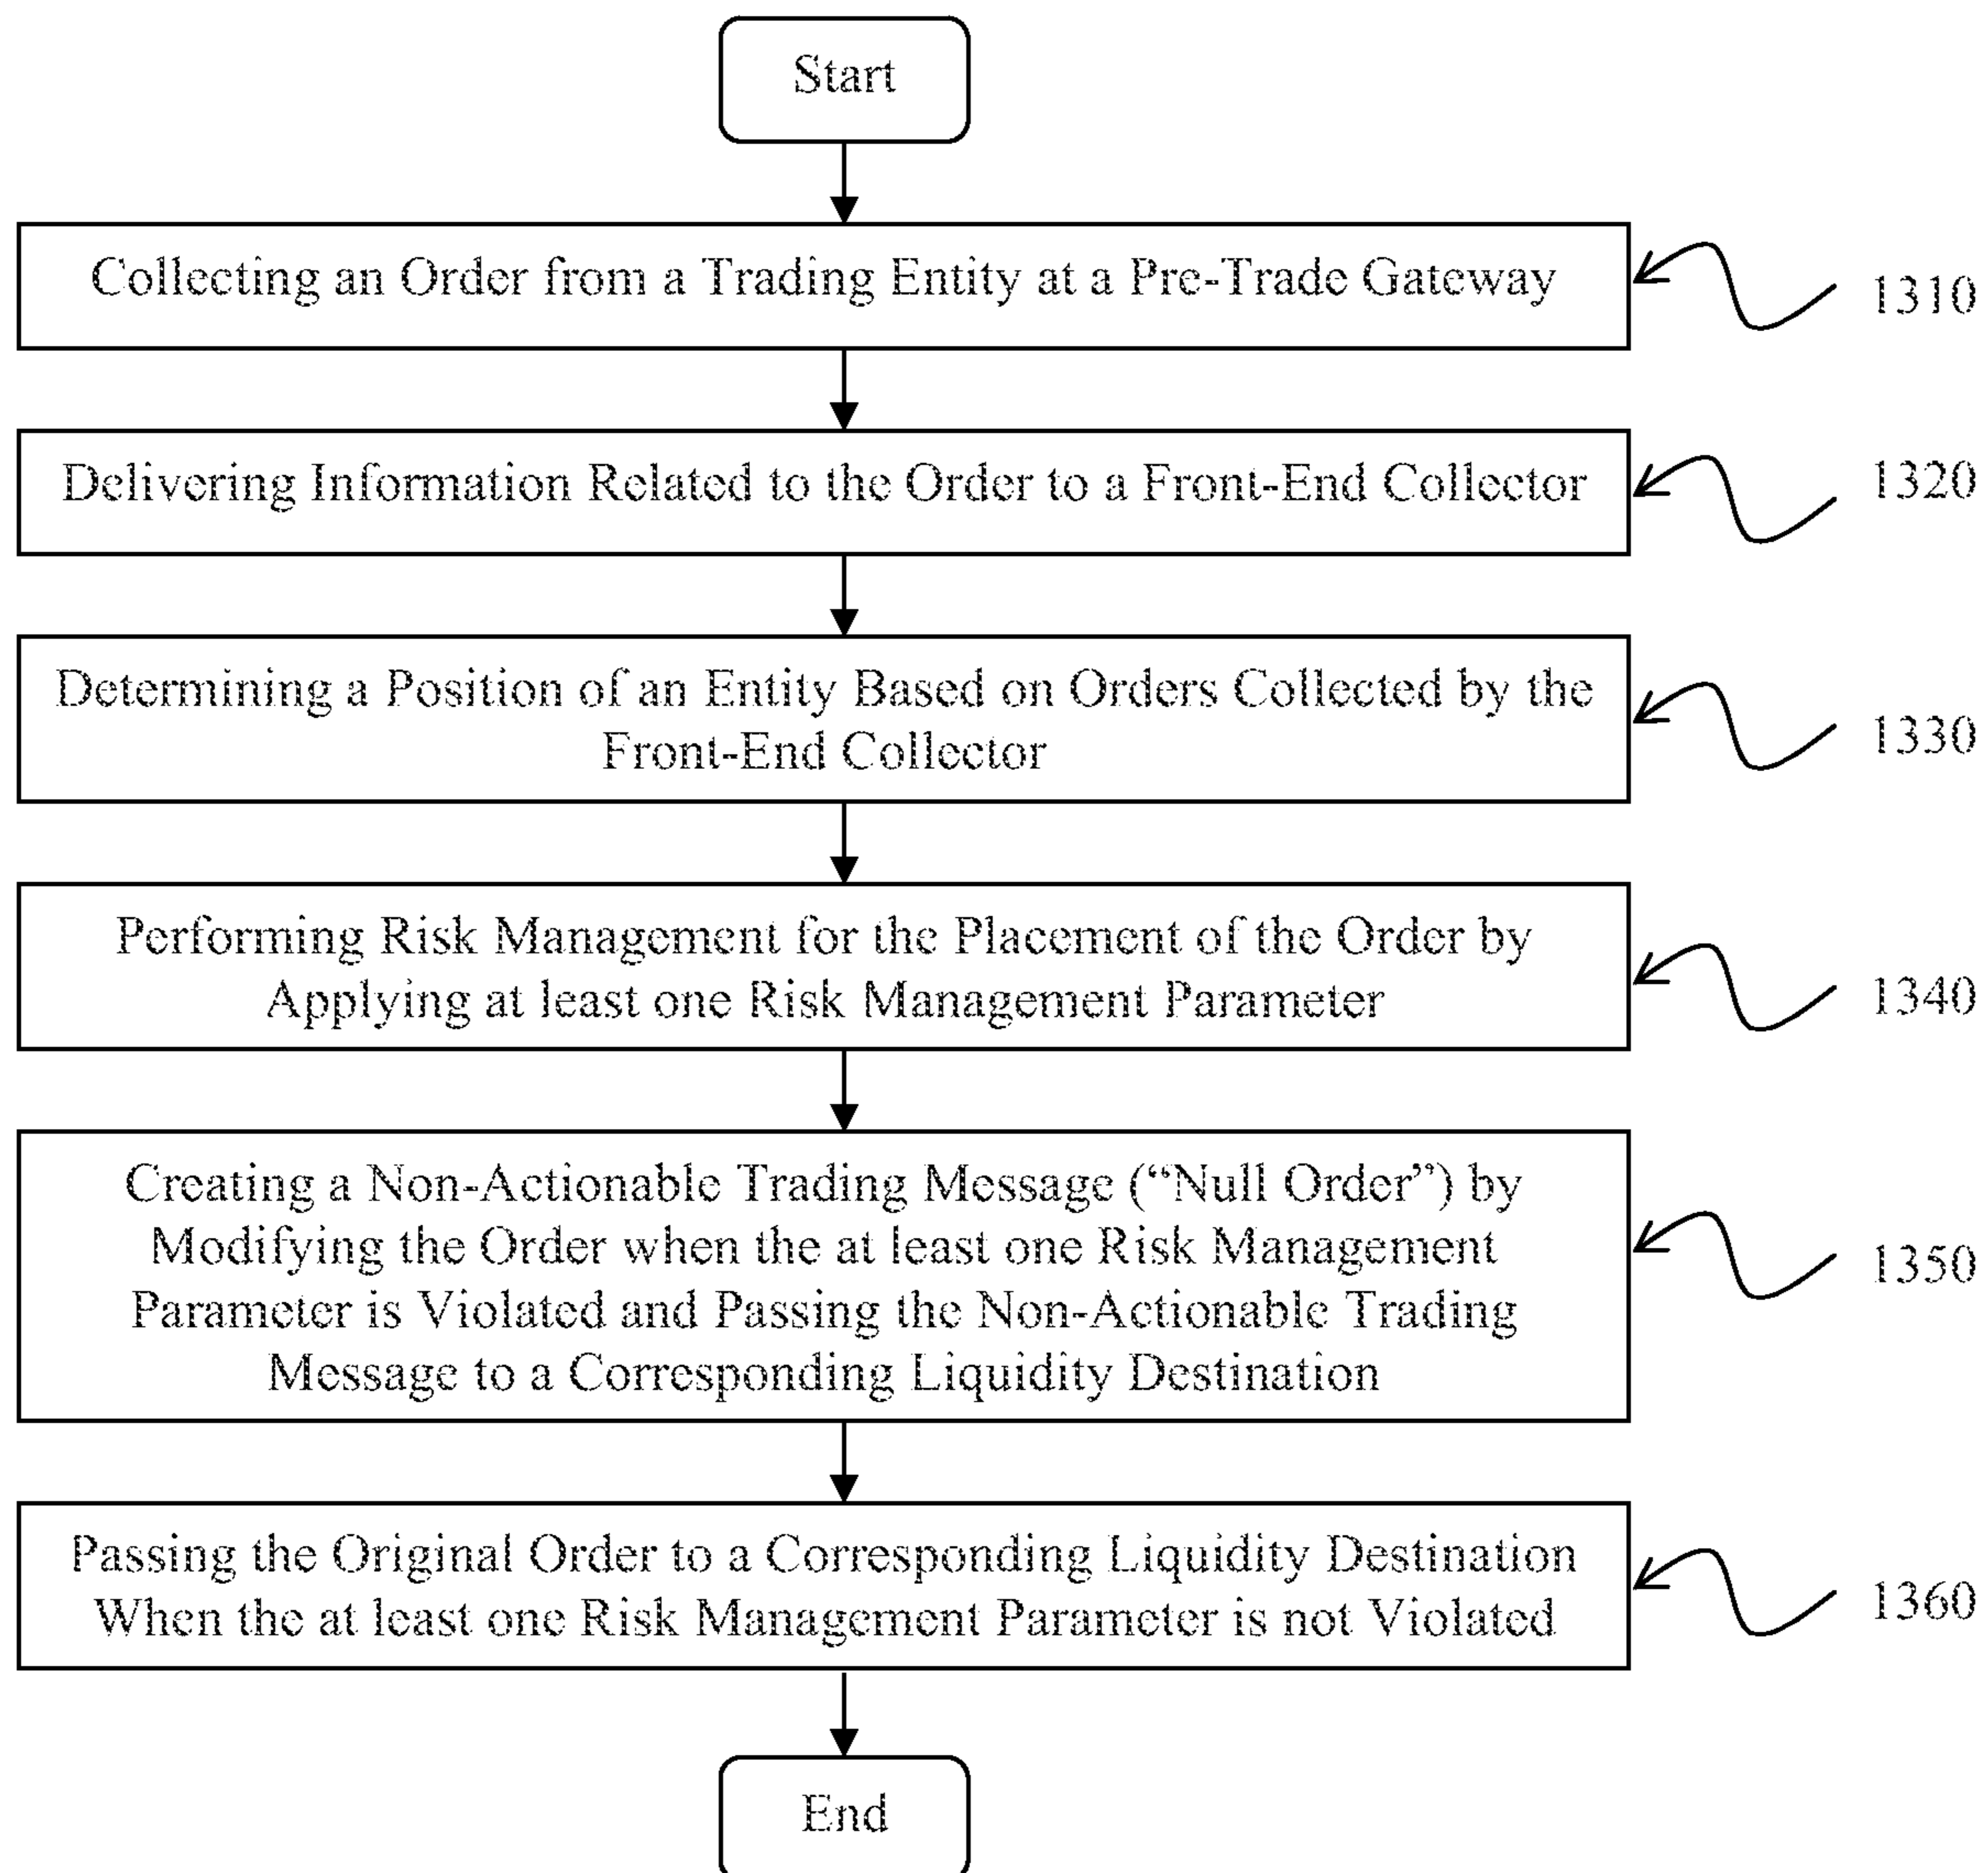 Start
Collecting an Order from a Trading Entity at a Pre-Trade Gateway
1310
Delivering Information Related to the Order to a Front-End Collector
1320
Determining a Position of an Entity Based on Orders Collected by the
Front-End Collector
1330
Performing Risk Management for the Placement of the Order by
Applying at least one Risk Management Parameter
1340
Creating a Non-Actionable Trading Message (“Null Order”) by
Modifying the Order when the at least one Risk Management
Parameter is Violated and Passing the Non-Actionable Trading
Message to a Corresponding Liquidity Destination
1350
Passing the Original Order to a Corresponding Liquidity Destination
When the at least one Risk Management Parameter is not Violated
1360
End